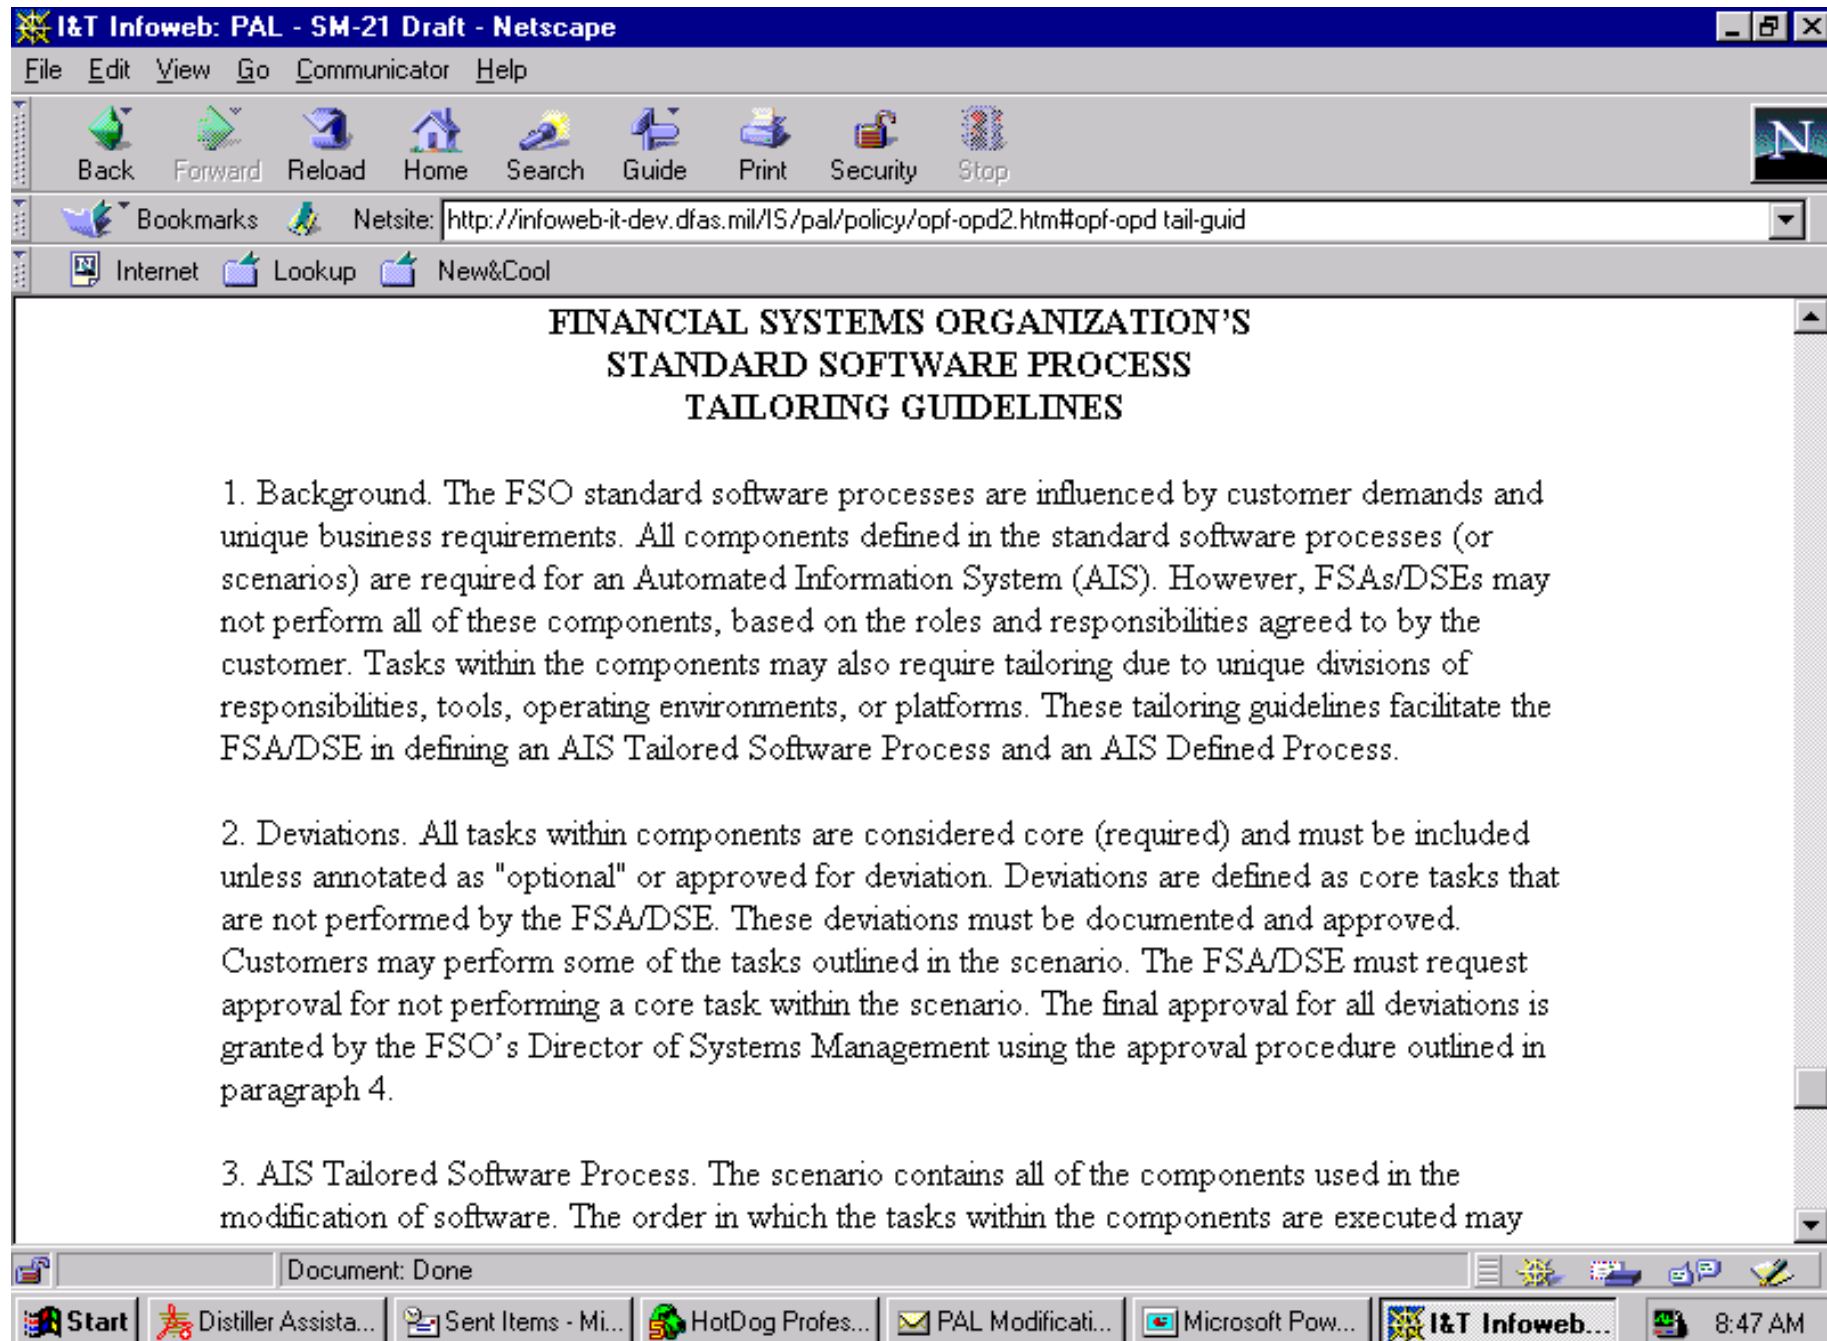 I&T Infoweb: PAL - SM-21 Draft - Netscape
File Edit View Go Communicator Help
Back Forward Reload Home Search Guide Print Security Stop
N
Bookmarks Netsite: http://infoweb-it-dev.dfas.mil/IS/pal/policy/opf-opd2.htm#opf-opd tail-guid
Internet Lookup New&Cool
FINANCIAL SYSTEMS ORGANIZATION'S
STANDARD SOFTWARE PROCESS
TAILORING GUIDELINES
1. Background. The FSO standard software processes are influenced by customer demands and
unique business requirements. All components defined in the standard software processes (or
scenarios) are required for an Automated Information System (AIS). However, FSAs/DSEs may
not perform all of these components, based on the roles and responsibilities agreed to by the
customer. Tasks within the components may also require tailoring due to unique divisions of
responsibilities, tools, operating environments, or platforms. These tailoring guidelines facilitate the
FSA/DSE in defining an AIS Tailored Software Process and an AIS Defined Process.
2. Deviations. All tasks within components are considered core (required) and must be included
unless annotated as "optional" or approved for deviation. Deviations are defined as core tasks that
are not performed by the FSA/DSE. These deviations must be documented and approved.
Customers may perform some of the tasks outlined in the scenario. The FSA/DSE must request
approval for not performing a core task within the scenario. The final approval for all deviations is
granted by the FSO's Director of Systems Management using the approval procedure outlined in
paragraph 4.
3. AIS Tailored Software Process. The scenario contains all of the components used in the
modification of software. The order in which the tasks within the components are executed may
Document: Done
Start Distiller Assista... Sent Items - Mi... HotDog Profes... PAL Modificati... Microsoft Pow... I&T Infoweb... 8:47 AM